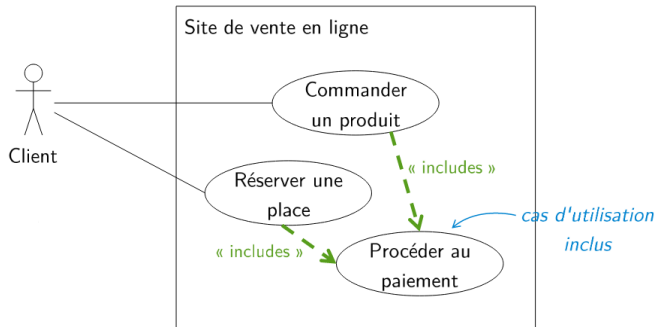 Site de vente en ligne
Commander
un produit
Client
« includes »
Réserver une
place
cas d'utilisation
inclus
« includes »
Procéder au
paiement